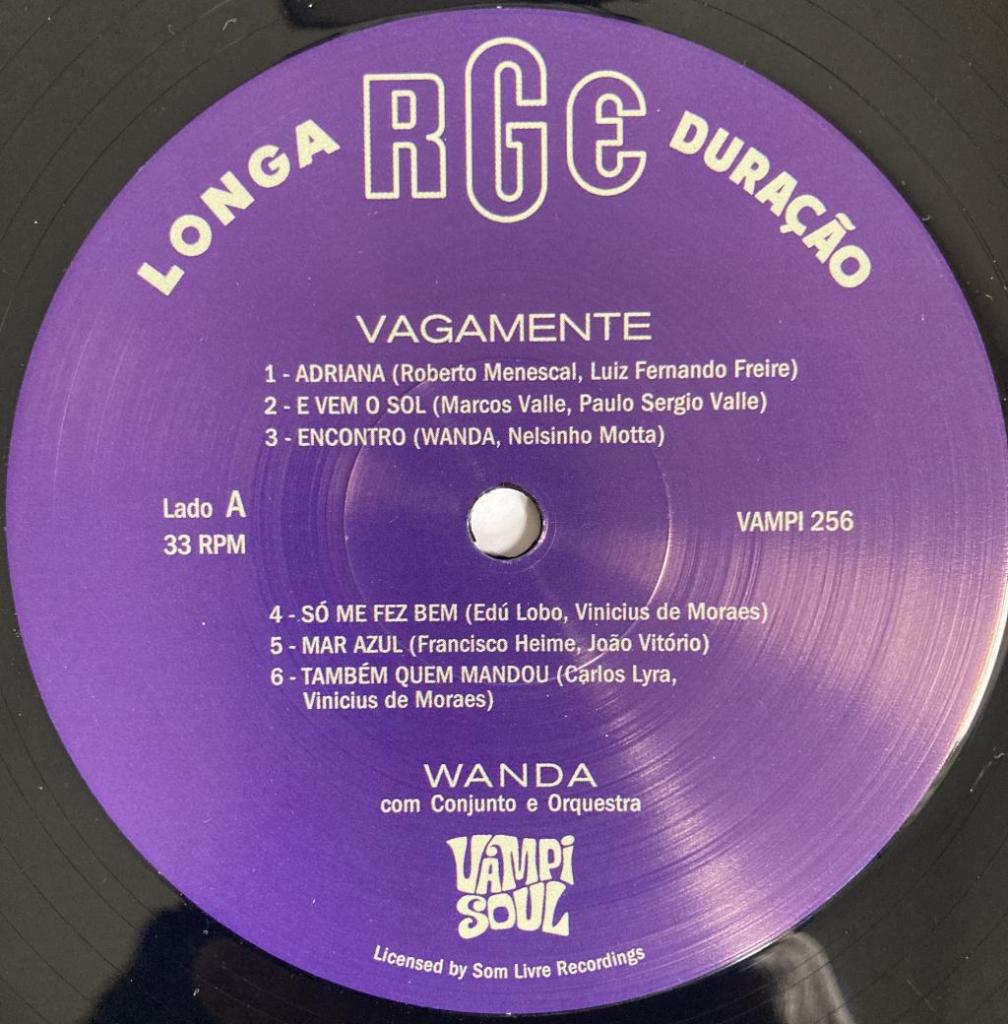 LONGA RGE DURAÇÃO
VAGAMENTE
1 - ADRIANA (Roberto Menescal, Luiz Fernando Freire)
2 - E VEM O SOL (Marcos Valle, Paulo Sergio Valle)
3 - ENCONTRO (WANDA, Nelsinho Motta)
Lado A
33 RPM
VAMPI 256
4 - SÓ ME FEZ BEM (Edú Lobo, Vinicius de Moraes)
5 - MAR AZUL (Francisco Heime, João Vitório)
6 - TAMBÉM QUEM MANDOU (Carlos Lyra,
Vinicius de Moraes)
WANDA
com Conjunto e Orquestra
VAMPI
SOUL
Licensed by Som Livre Recordings